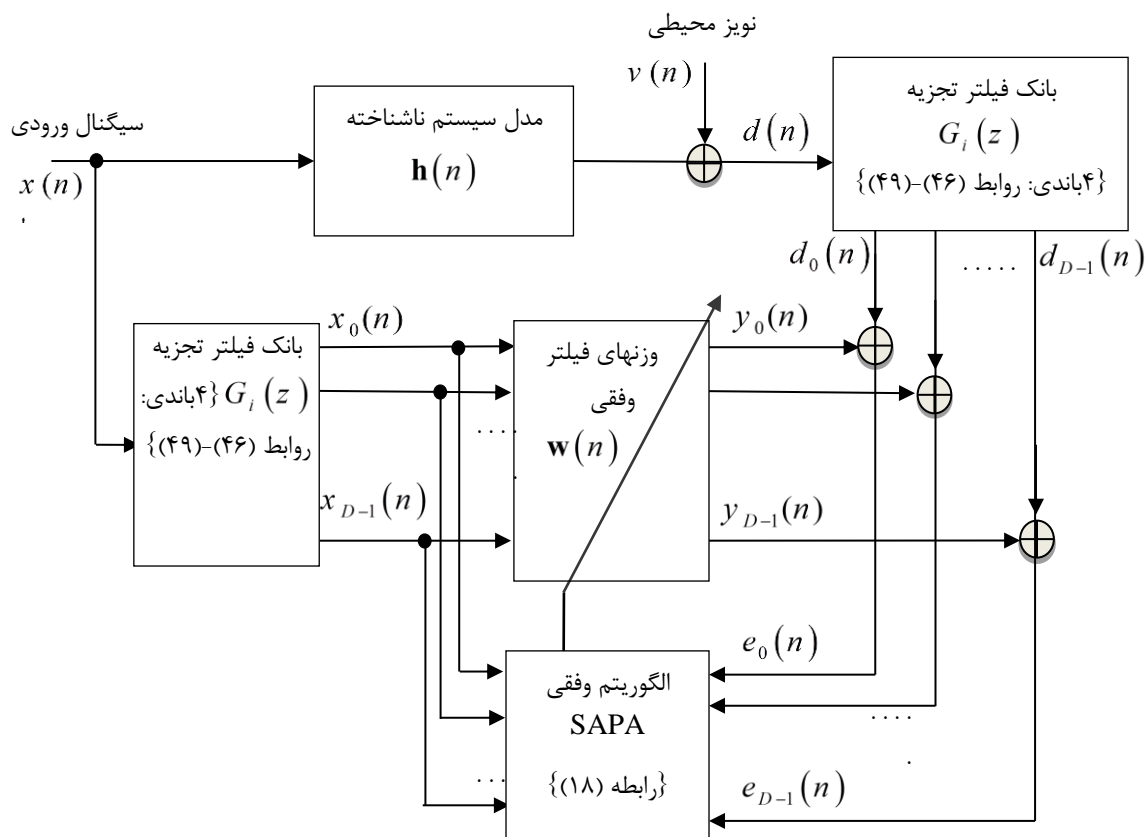 نویز محیطی
v(n)
بانک فیلتر تجزیه
G_i(z)
{۴باندی: روابط (۴۶)-(۴۹)}
مدل سیستم ناشناخته
h(n)
سیگنال ورودی
x(n)
d(n)
d_0(n)
.....
d_{D-1}(n)
بانک فیلتر تجزیه
G_i(z) {۴باندی:
روابط (۴۶)-(۴۹)}
x_0(n)
....
x_{D-1}(n)
وزنهای فیلتر
وفقی
w(n)
y_0(n)
y_{D-1}(n)
الگوریتم وفقی
SAPA
{رابطه (۱۸)}
...
e_0(n)
....
e_{D-1}(n)